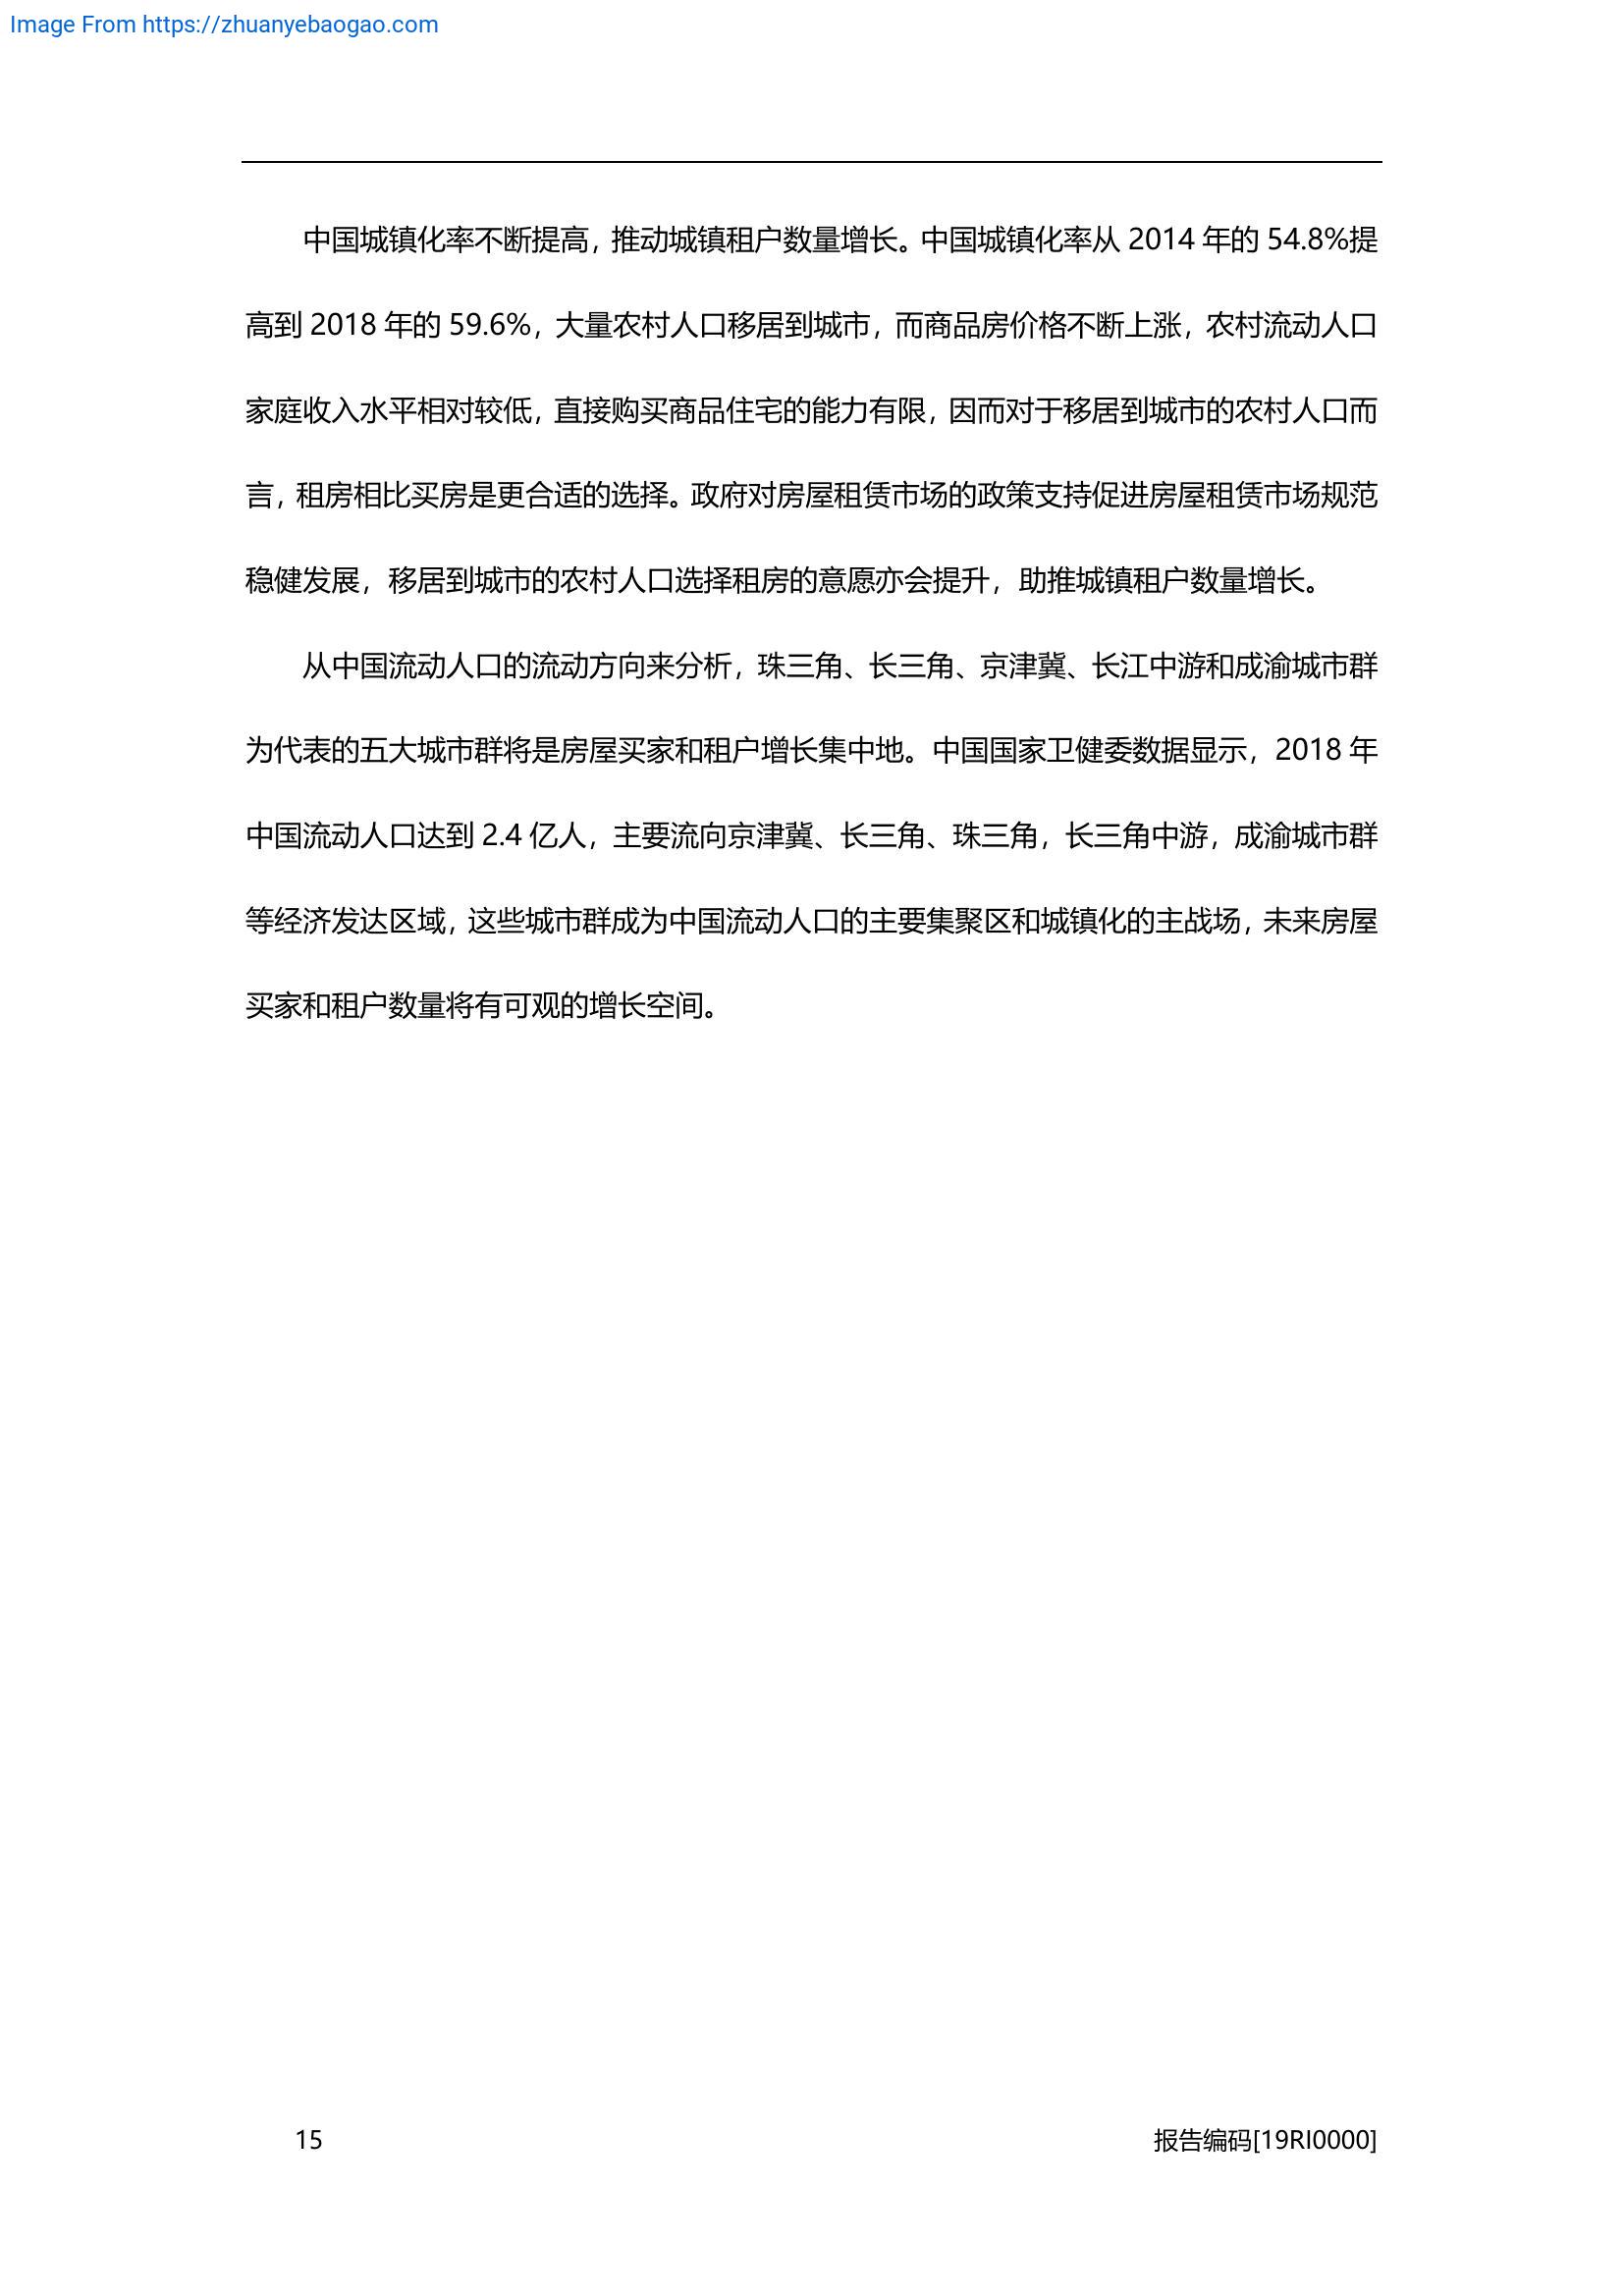 Image From https://zhuanyebaogao.com
中国城镇化率不断提高，推动城镇租户数量增长。中国城镇化率从 2014 年的 54.8%提
高到 2018 年的 59.6%，大量农村人口移居到城市，而商品房价格不断上涨，农村流动人口
家庭收入水平相对较低，直接购买商品住宅的能力有限，因而对于移居到城市的农村人口而
言，租房相比买房是更合适的选择。政府对房屋租赁市场的政策支持促进房屋租赁市场规范
稳健发展，移居到城市的农村人口选择租房的意愿亦会提升，助推城镇租户数量增长。
从中国流动人口的流动方向来分析，珠三角、长三角、京津冀、长江中游和成渝城市群
为代表的五大城市群将是房屋买家和租户增长集中地。中国国家卫健委数据显示，2018 年
中国流动人口达到 2.4 亿人，主要流向京津冀、长三角、珠三角，长三角中游，成渝城市群
等经济发达区域，这些城市群成为中国流动人口的主要集聚区和城镇化的主战场，未来房屋
买家和租户数量将有可观的增长空间。
15 报告编码[19RI0000]